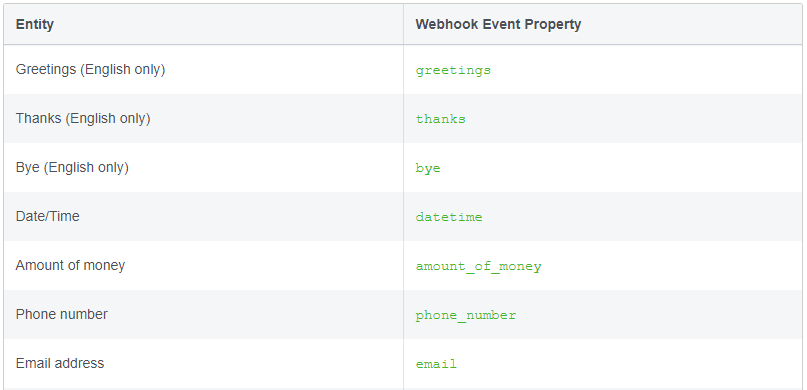 Entity Webhook Event Property
Greetings (English only) greetings
Thanks (English only) thanks
Bye (English only) bye
Date/Time datetime
Amount of money amount_of_money
Phone number phone_number
Email address email